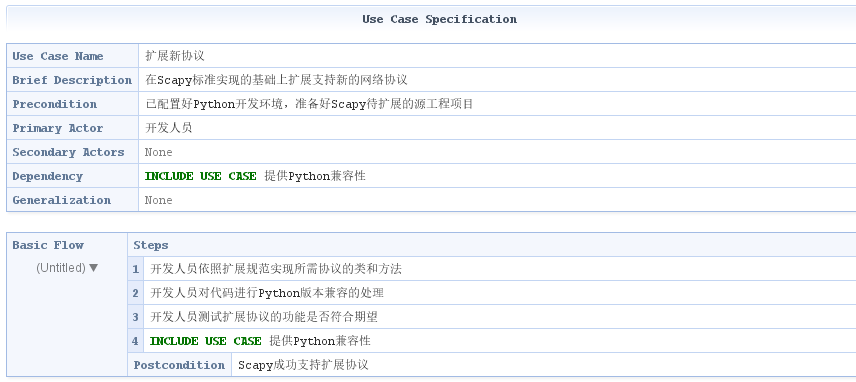 Use Case Specification
Use Case Name 扩展新协议
Brief Description 在Scapy标准实现的基础上扩展支持新的网络协议
Precondition 已配置好Python开发环境，准备好Scapy待扩展的源工程项目
Primary Actor 开发人员
Secondary Actors None
Dependency INCLUDE USE CASE 提供Python兼容性
Generalization None
Basic Flow Steps
(Untitled) ▼
1 开发人员依照扩展规范实现所需协议的类和方法
2 开发人员对代码进行Python版本兼容的处理
3 开发人员测试扩展协议的功能是否符合期望
4 INCLUDE USE CASE 提供Python兼容性
Postcondition Scapy成功支持扩展协议